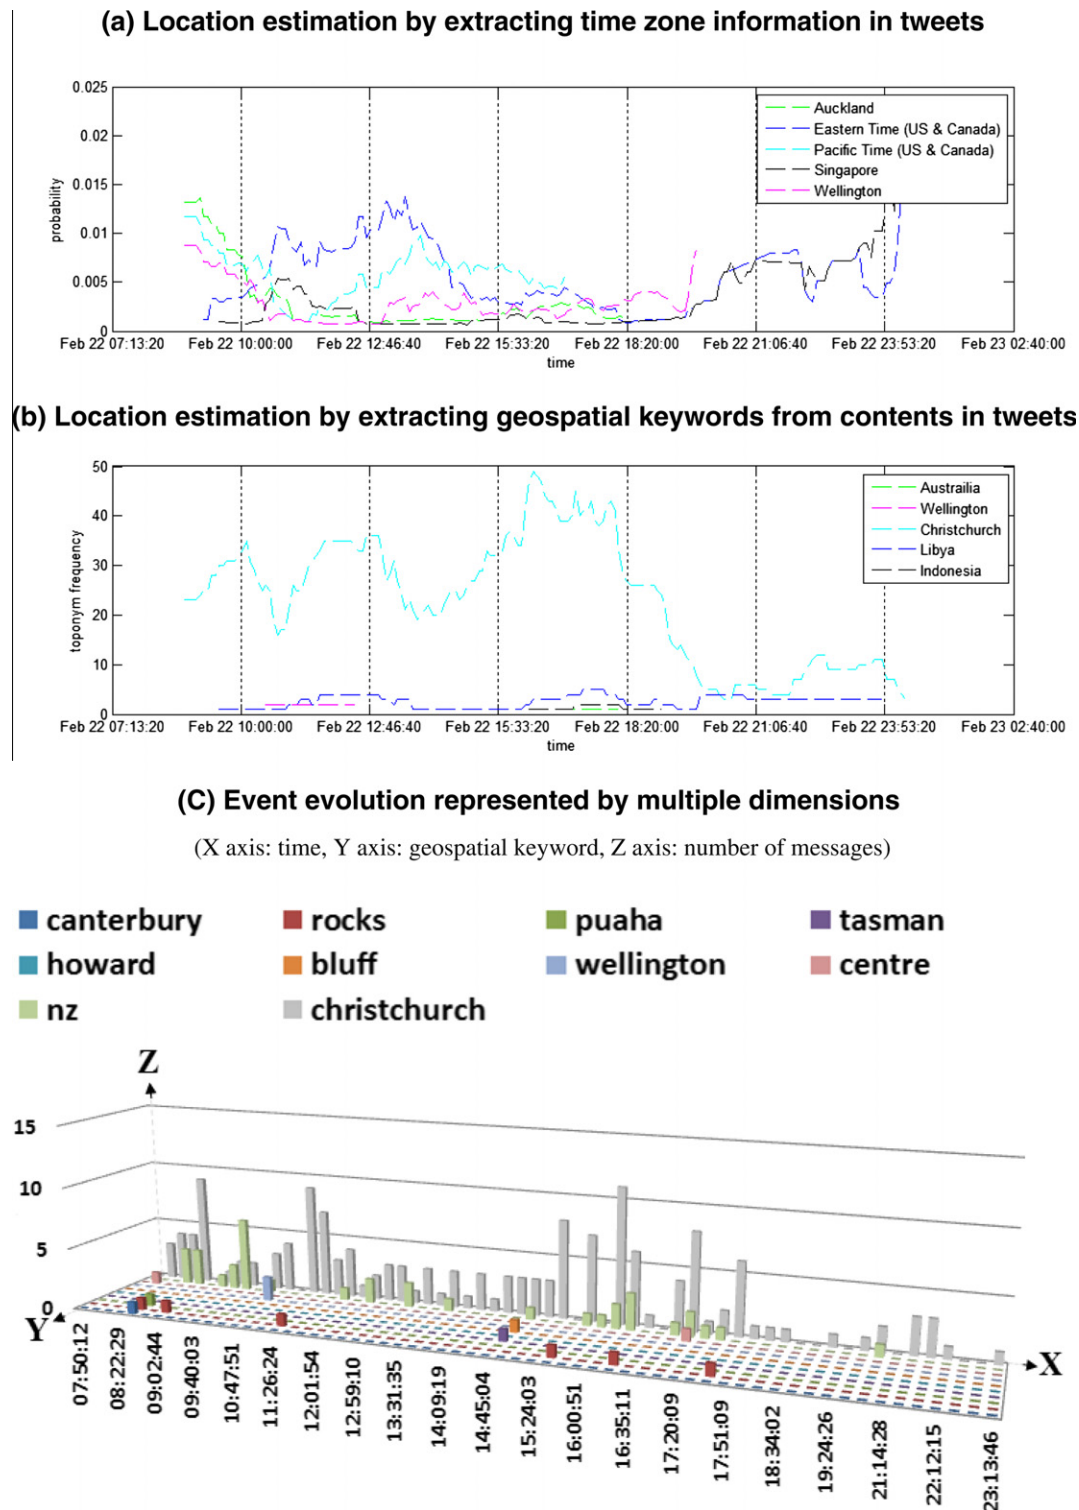 (a) Location estimation by extracting time zone information in tweets
0.025
0.02
0.015
0.01
0.005
0
probability
Auckland
Eastern Time (US & Canada)
Pacific Time (US & Canada)
Singapore
Wellington
Feb 22 07:13:20 Feb 22 10:00:00 Feb 22 12:46:40 Feb 22 15:33:20 Feb 22 18:20:00 Feb 22 21:06:40 Feb 22 23:53:20 Feb 23 02:40:00
time
(b) Location estimation by extracting geospatial keywords from contents in tweets
50
40
30
20
10
0
toponym frequency
Austrailia
Wellington
Christchurch
Libya
Indonesia
Feb 22 07:13:20 Feb 22 10:00:00 Feb 22 12:46:40 Feb 22 15:33:20 Feb 22 18:20:00 Feb 22 21:06:40 Feb 22 23:53:20 Feb 23 02:40:00
time
(C) Event evolution represented by multiple dimensions
(X axis: time, Y axis: geospatial keyword, Z axis: number of messages)
canterbury rocks puaha tasman
howard bluff wellington centre
nz christchurch
Z
15
10
5
0
Y
X
07:50:12
08:22:29
09:02:44
09:40:03
10:47:51
11:26:24
12:01:54
12:59:10
13:31:35
14:09:19
14:45:04
15:24:03
16:00:51
16:35:11
17:20:09
17:51:09
18:34:02
19:24:26
21:14:28
22:12:15
23:13:46